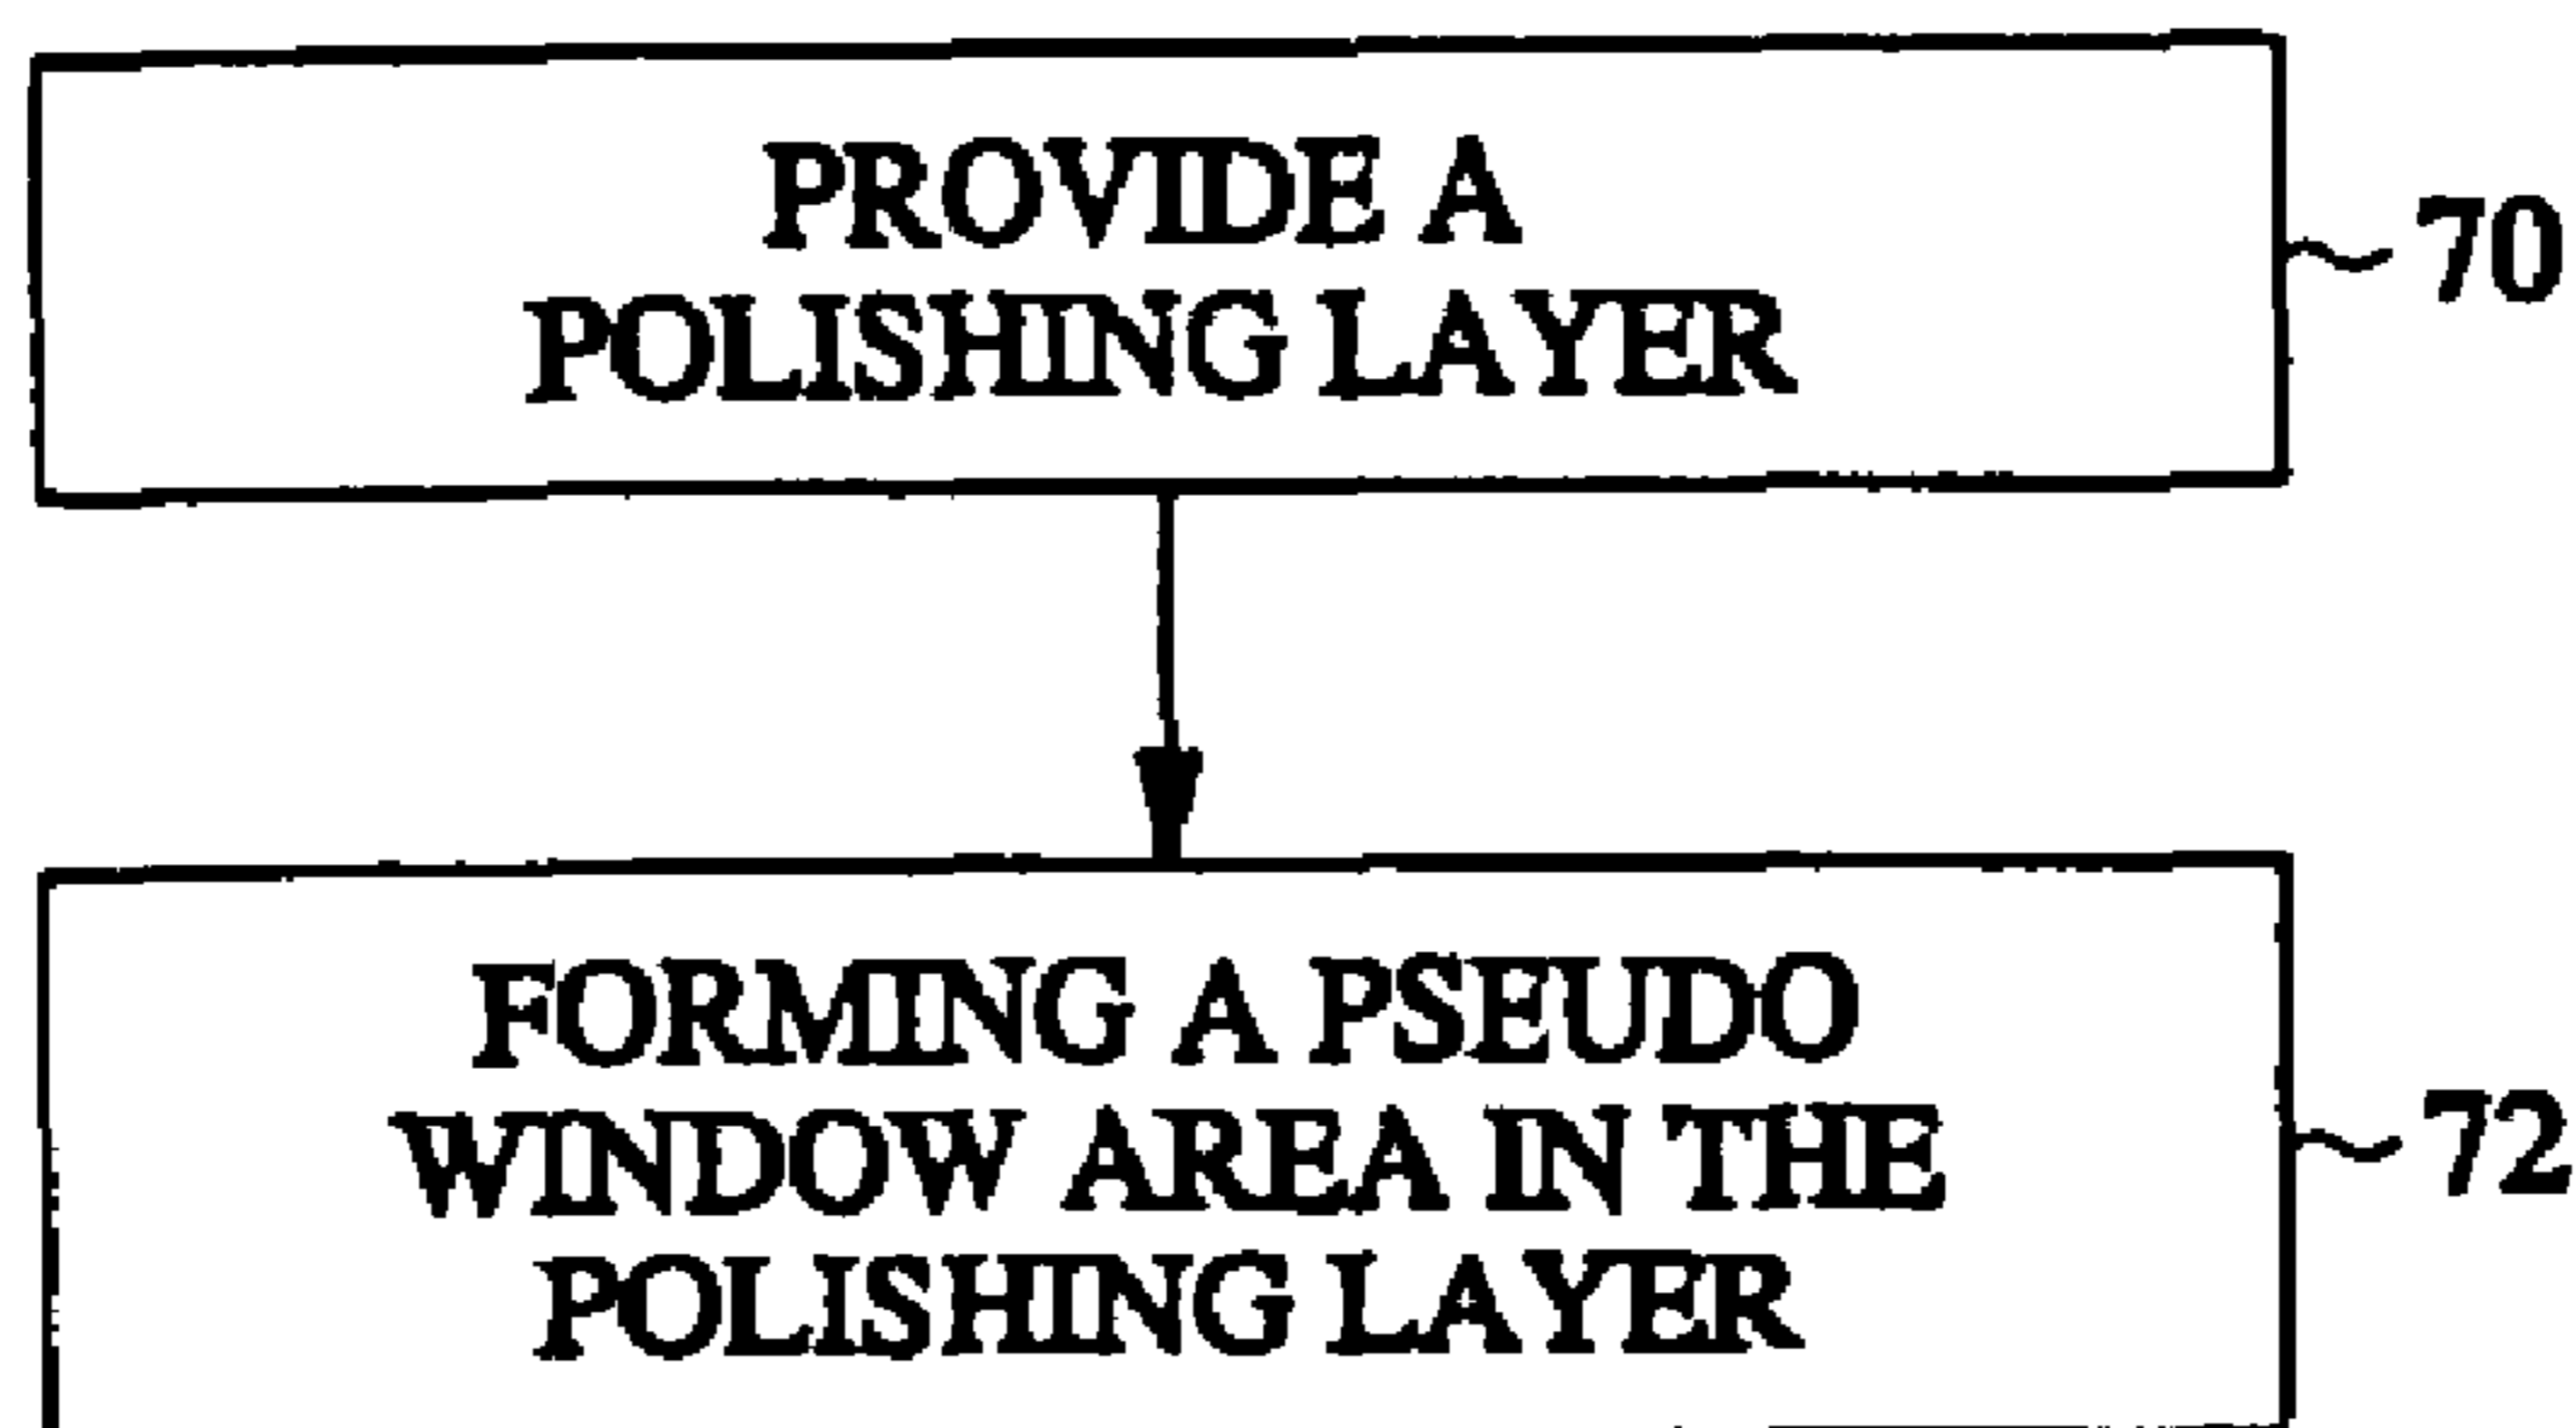 PROVIDE A
POLISHING LAYER
70
FORMING A PSEUDO
WINDOW AREA IN THE
POLISHING LAYER
72